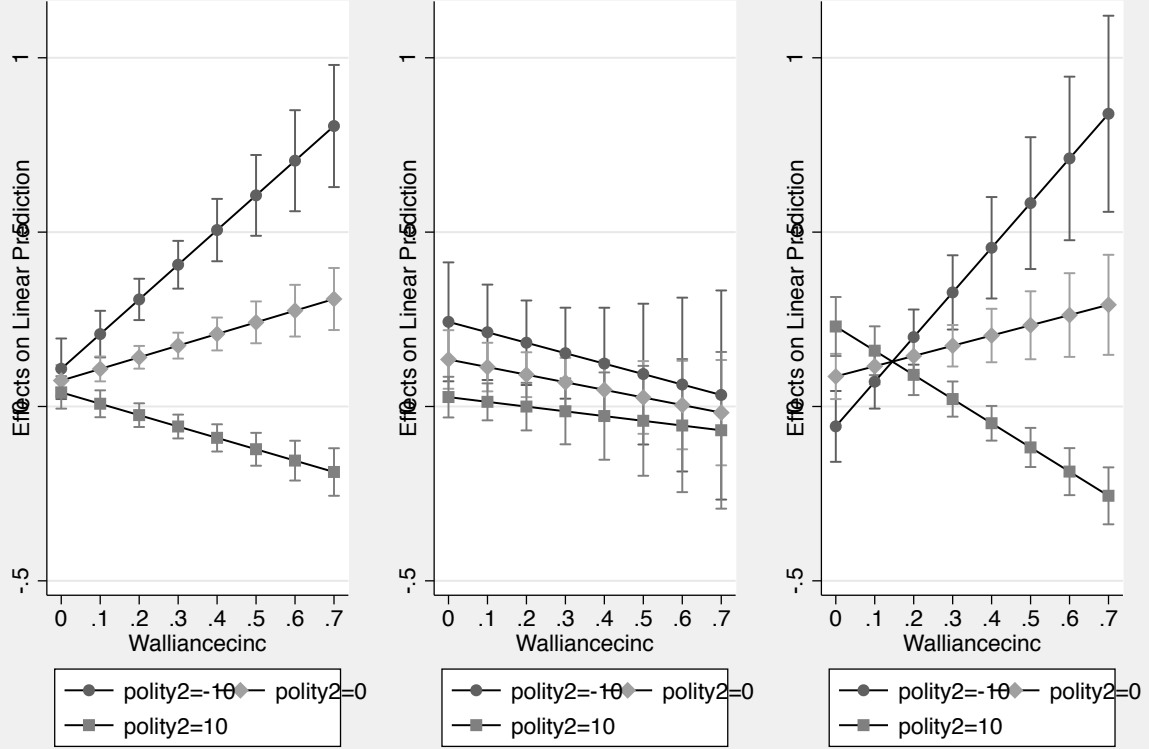 Effects on Linear Prediction
1
.5
0
-.5
0 .1 .2 .3 .4 .5 .6 .7
Walliancecinc
polity2=-10 polity2=0
polity2=10
Effects on Linear Prediction
1
.5
0
-.5
0 .1 .2 .3 .4 .5 .6 .7
Walliancecinc
polity2=-10 polity2=0
polity2=10
Effects on Linear Prediction
1
.5
0
-.5
0 .1 .2 .3 .4 .5 .6 .7
Walliancecinc
polity2=-10 polity2=0
polity2=10